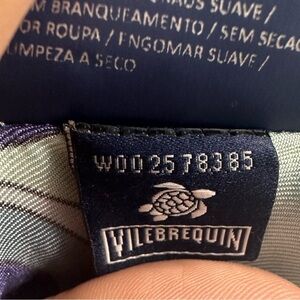 SUAVE /
M BRANQUEAMENTO / SEM SECA
OR ROUPA / ENGOMAR SUAVE /
IMPEZA A SECO
W002578385
VILEBREQUIN